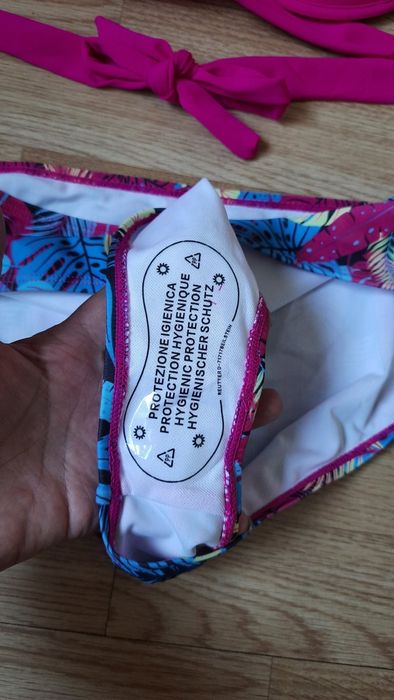 PROTEZIONE IGIENICA
PROTECTION HYGIENIQUE
HYGIENIC PROTECTION
HYGIENISCHER SCHUTZ